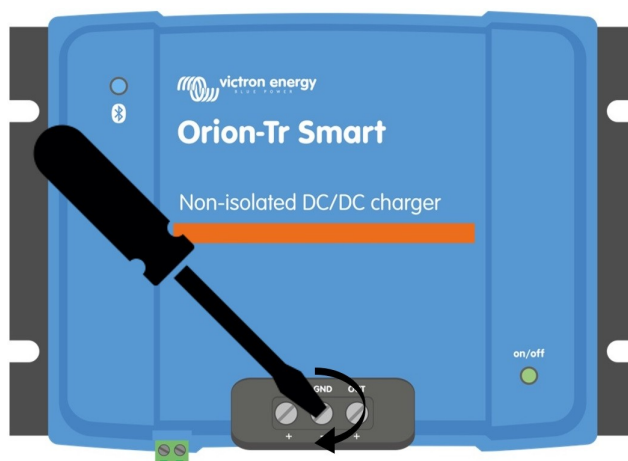 victron energy
BLUE POWER
Orion-Tr Smart
Non-isolated DC/DC charger
on/off
GND OUT
+ - +